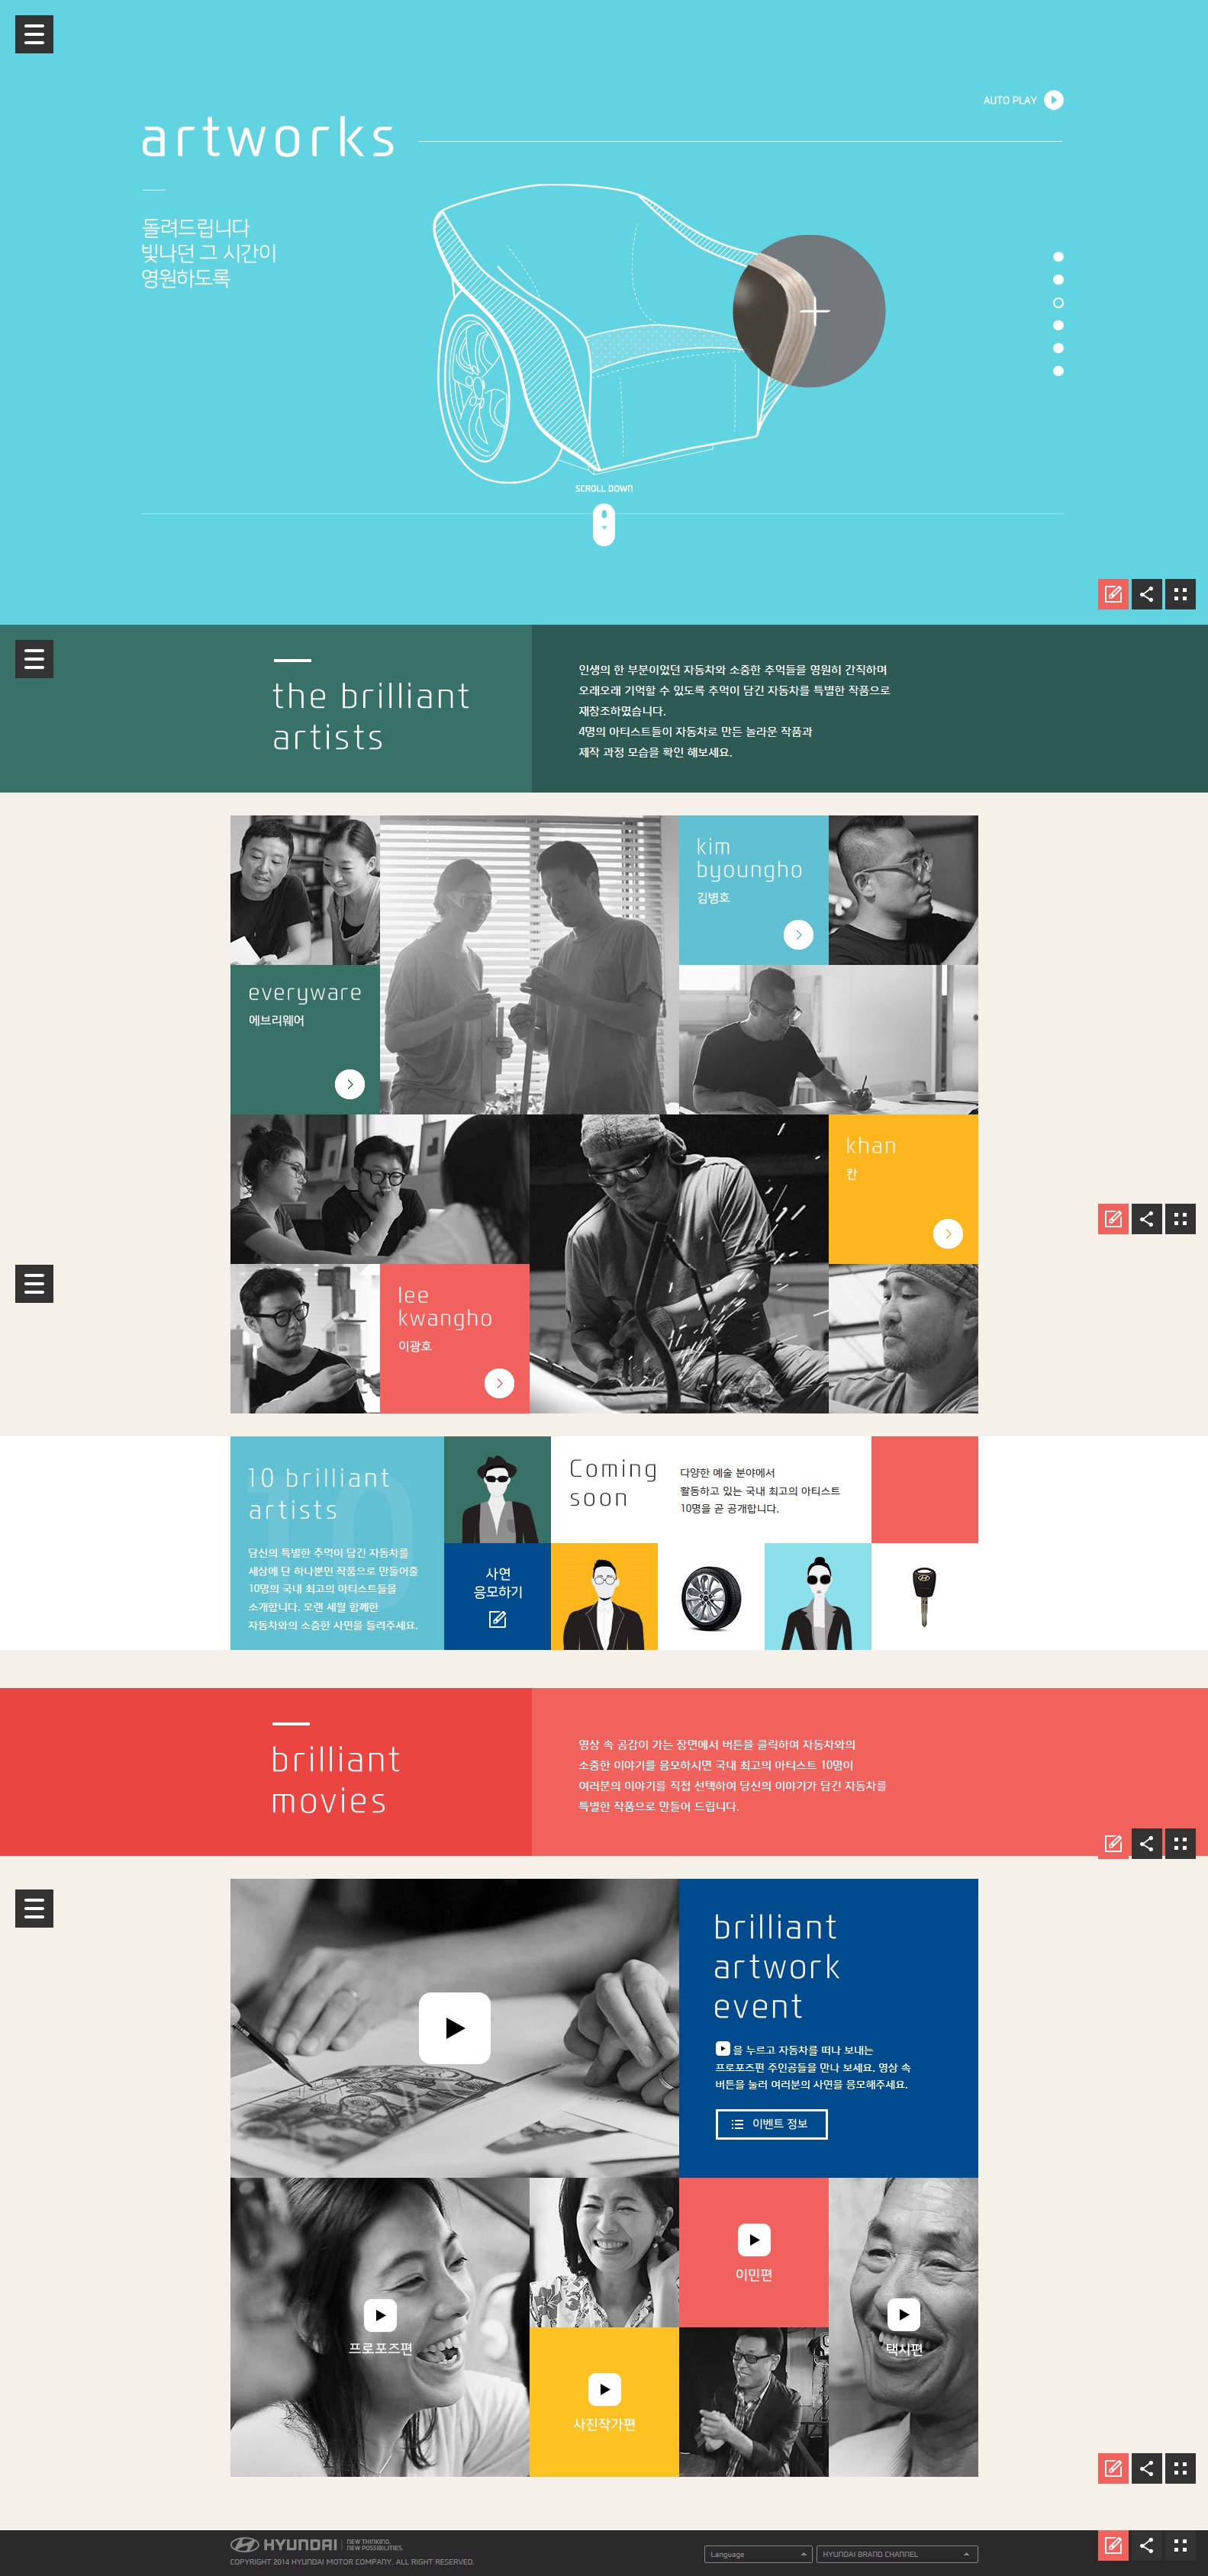 AUTO PLAY
artworks
돌려드립니다
빛나던 그 시간이
영원하도록
SCROLL DOWN
the brilliant
artists
인생의 한 부분이었던 자동차와 소중한 추억들을 영원히 간직하며
오래오래 기억할 수 있도록 추억이 담긴 자동차를 특별한 작품으로
재창조하였습니다.
4명의 아티스트들이 자동차로 만든 놀라운 작품과
제작 과정 모습을 확인 해보세요.
kim
byoungho
김병호
everyware
에브리웨어
khan
칸
lee
kwangho
이광호
10
10 brilliant
artists
당신의 특별한 추억이 담긴 자동차를
세상에 단 하나뿐인 작품으로 만들어줄
10명의 국내 최고의 아티스트들을
소개합니다. 오랜 세월 함께한
자동차와의 소중한 사연을 들려주세요.
사연
응모하기
Coming
soon
다양한 예술 분야에서
활동하고 있는 국내 최고의 아티스트
10명을 곧 공개합니다.
brilliant
movies
영상 속 공감이 가는 장면에서 버튼을 클릭하여 자동차와의
소중한 이야기를 응모하시면 국내 최고의 아티스트 10명이
여러분의 이야기를 직접 선택하여 당신의 이야기가 담긴 자동차를
특별한 작품으로 만들어 드립니다.
brilliant
artwork
event
을 누르고 자동차를 떠나 보내는
프로포즈편 주인공들을 만나 보세요. 영상 속
버튼을 눌러 여러분의 사연을 응모해주세요.
이벤트 정보
이민편
프로포즈편
택시편
사진작가편
HYUNDAI
NEW THINKING.
NEW POSSIBILITIES.
COPYRIGHT 2014 HYUNDAI MOTOR COMPANY. ALL RIGHT RESERVED.
Language
HYUNDAI BRAND CHANNEL